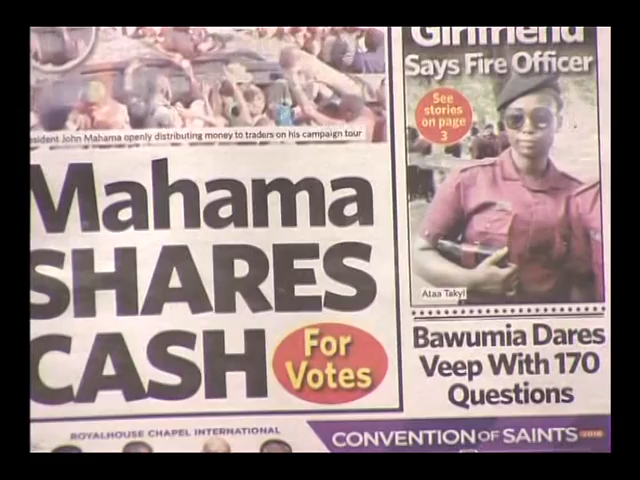 Girlfriend
Says Fire Officer
See
stories
on page
3
esident John Mahama openly distributing money to traders on his campaign tour
Mahama
SHARES
CASH
For
Votes
Ataa Takyi
Bawumia Dares
Veep With 170
Questions
ROYALHOUSE CHAPEL INTERNATIONAL
CONVENTION OF SAINTS 2016